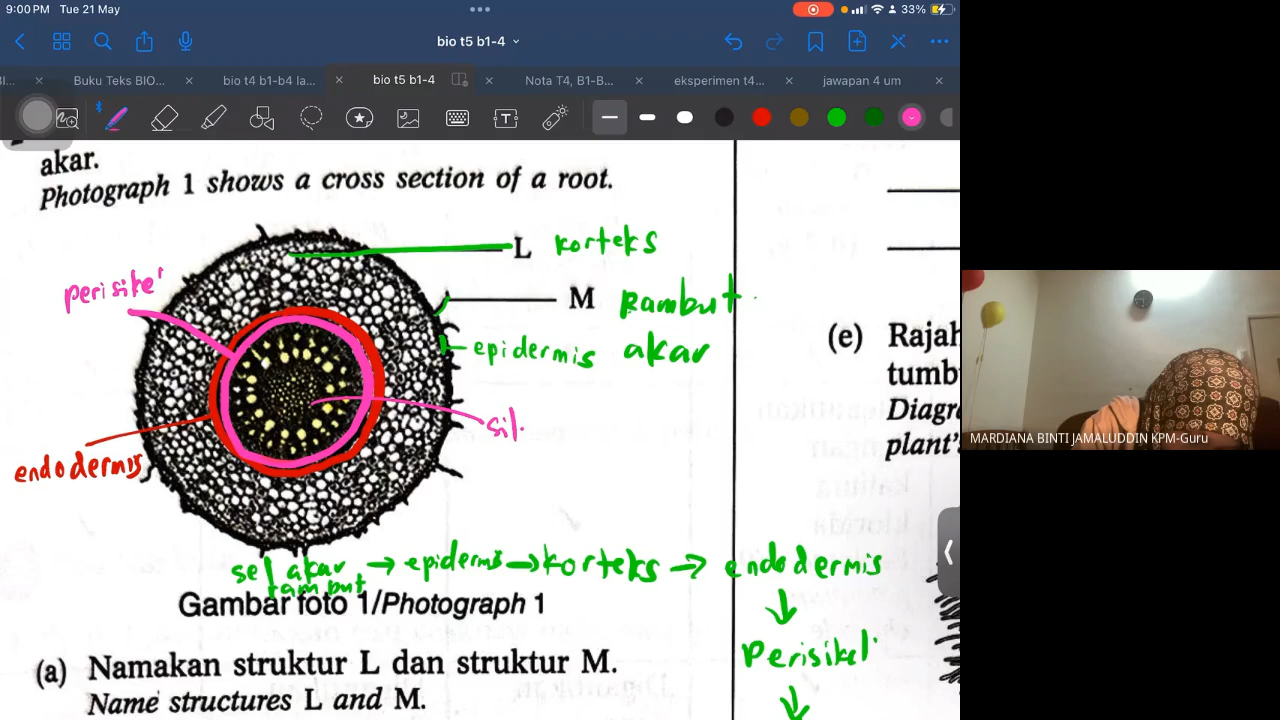 9:00PM Tue 21 May
33%
bio t5 b1-4
Buku Teks BIO...
bio t4 b1-b4 la...
bio t5 b1-4
Nota T4, B1-B...
eksperimen t4...
jawapan 4 um
akar.
Photograph 1 shows a cross section of a root.
L korteks
perisikel
M Rambut
epidermis akar
sil.
endodermis
sel akar → epidermis → korteks → endodermis
rambut
↓
Gambar foto 1/Photograph 1
Perisikel
↓
(a) Namakan struktur L dan struktur M.
Name structures L and M.
(e) Rajah
tumb
Diagr
plant's
MARDIANA BINTI JAMALUDDIN KPM-Guru